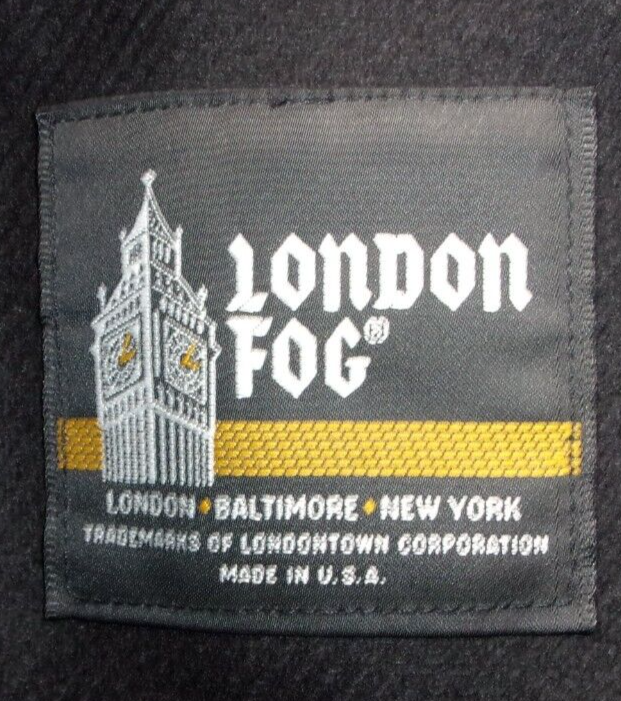 LONDON
FOG®
LONDON • BALTIMORE • NEW YORK
TRADEMARKS OF LONDONTOWN CORPORATION
MADE IN U.S.A.